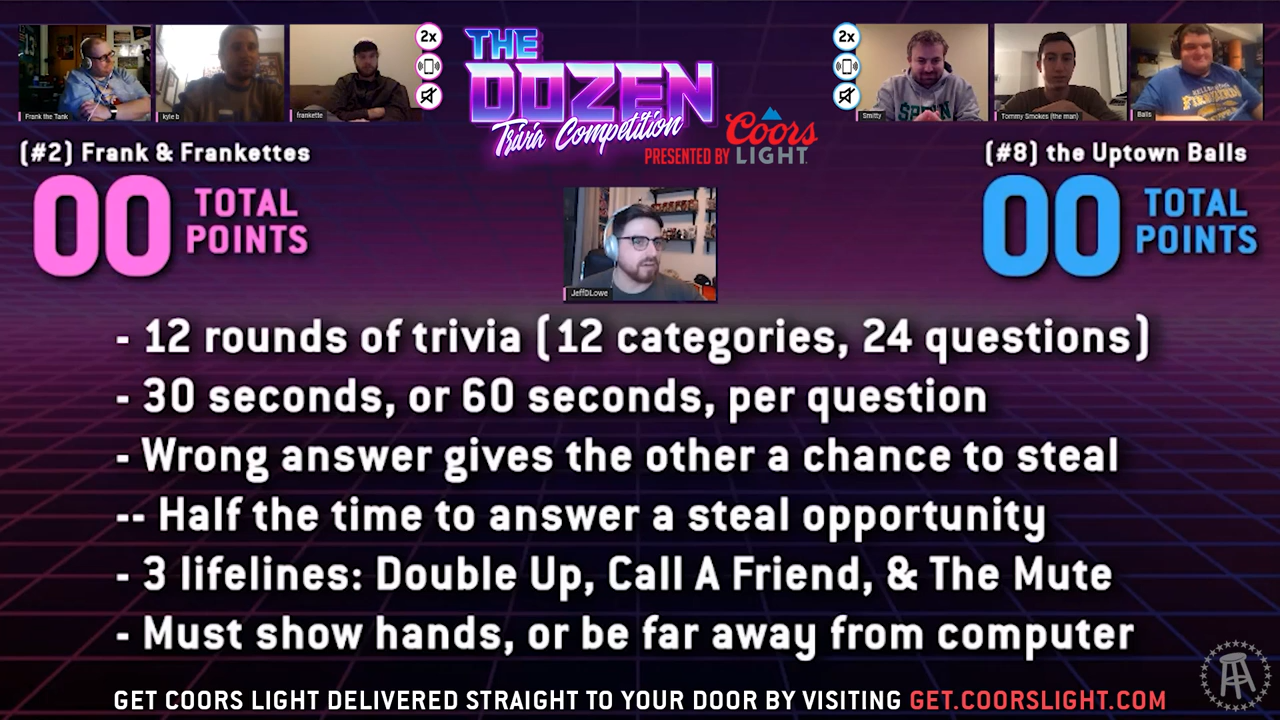 Frank the Tank
kyle b
frankette
2x
THE
DOZEN
Trivia Competition
PRESENTED BY
Coors
LIGHT
2x
Smitty
Tommy Smokes (the man)
Balls
(#2) Frank & Frankettes
00 TOTAL POINTS
JeffDLowe
(#8) the Uptown Balls
00 TOTAL POINTS
- 12 rounds of trivia (12 categories, 24 questions)
- 30 seconds, or 60 seconds, per question
- Wrong answer gives the other a chance to steal
-- Half the time to answer a steal opportunity
- 3 lifelines: Double Up, Call A Friend, & The Mute
- Must show hands, or be far away from computer
GET COORS LIGHT DELIVERED STRAIGHT TO YOUR DOOR BY VISITING GET.COORSLIGHT.COM